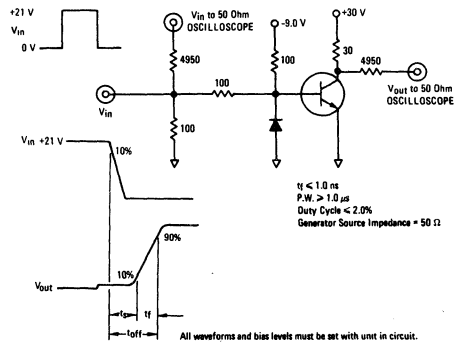 +21 V
Vin
0 V
Vin to 50 Ohm
OSCILLOSCOPE
4950
Vin
100
100
-9.0 V
100
+30 V
30
4950
Vout to 50 Ohm
OSCILLOSCOPE
Vin +21 V
10%
90%
10%
Vout
ts
tf
toff
tf ≤ 1.0 ns
P.W. ≥ 1.0 µs
Duty Cycle ≤ 2.0%
Generator Source Impedance = 50 Ω
All waveforms and bias levels must be set with unit in circuit.